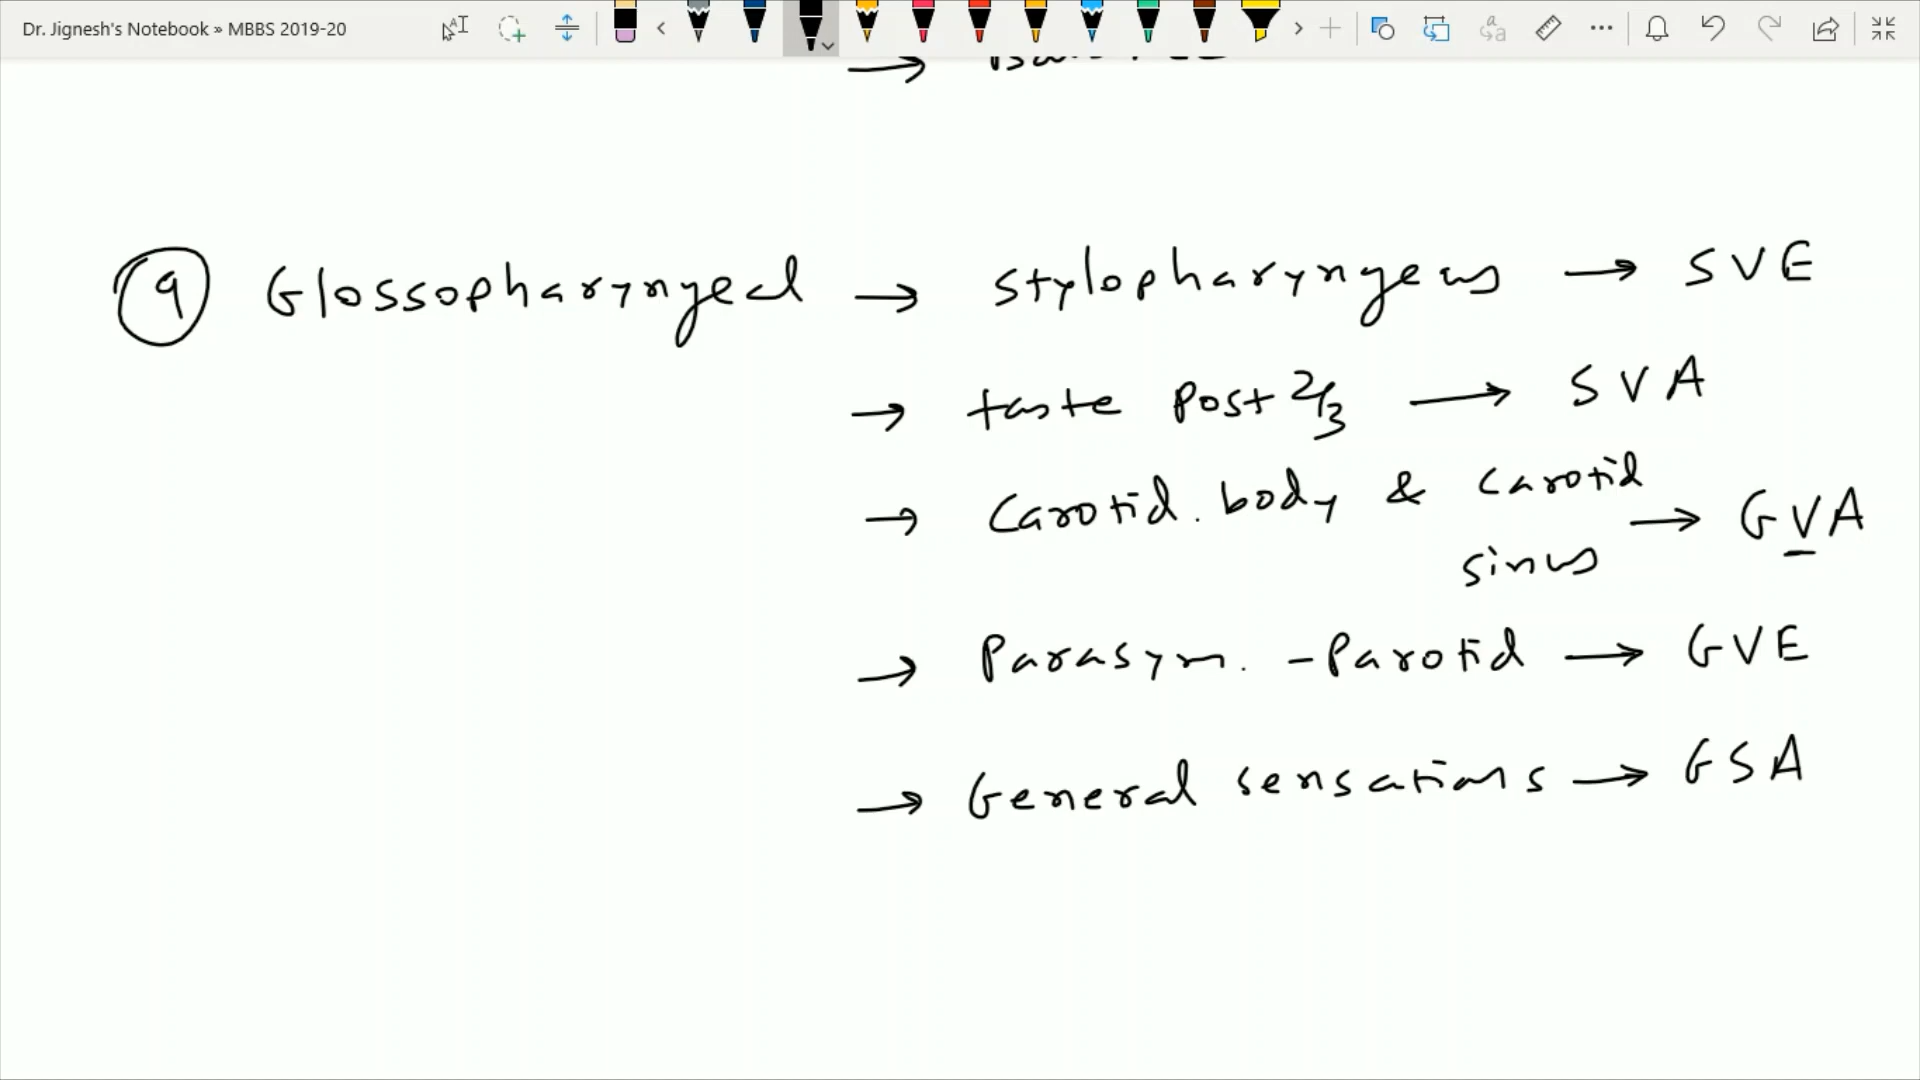 Dr. Jignesh's Notebook » MBBS 2019-20
9 Glossopharyngeal → Stylopharyngeus → SVE
→ taste Post 2/3 → SVA
→ Carotid. body & Carotid sinus → GVA
→ Parasym. - Parotid → GVE
→ General sensations → GSA